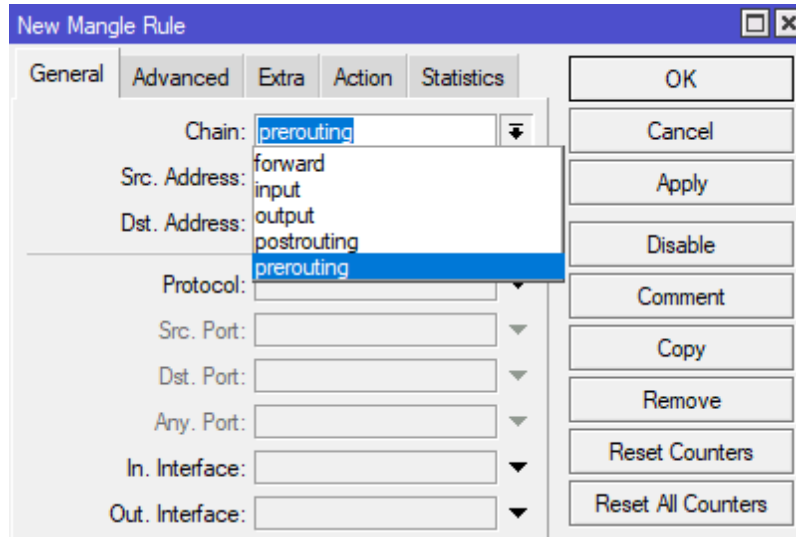 New Mangle Rule
General Advanced Extra Action Statistics
Chain: prerouting
forward
input
output
postrouting
prerouting
Src. Address:
Dst. Address:
Protocol:
Src. Port:
Dst. Port:
Any. Port:
In. Interface:
Out. Interface:
OK
Cancel
Apply
Disable
Comment
Copy
Remove
Reset Counters
Reset All Counters